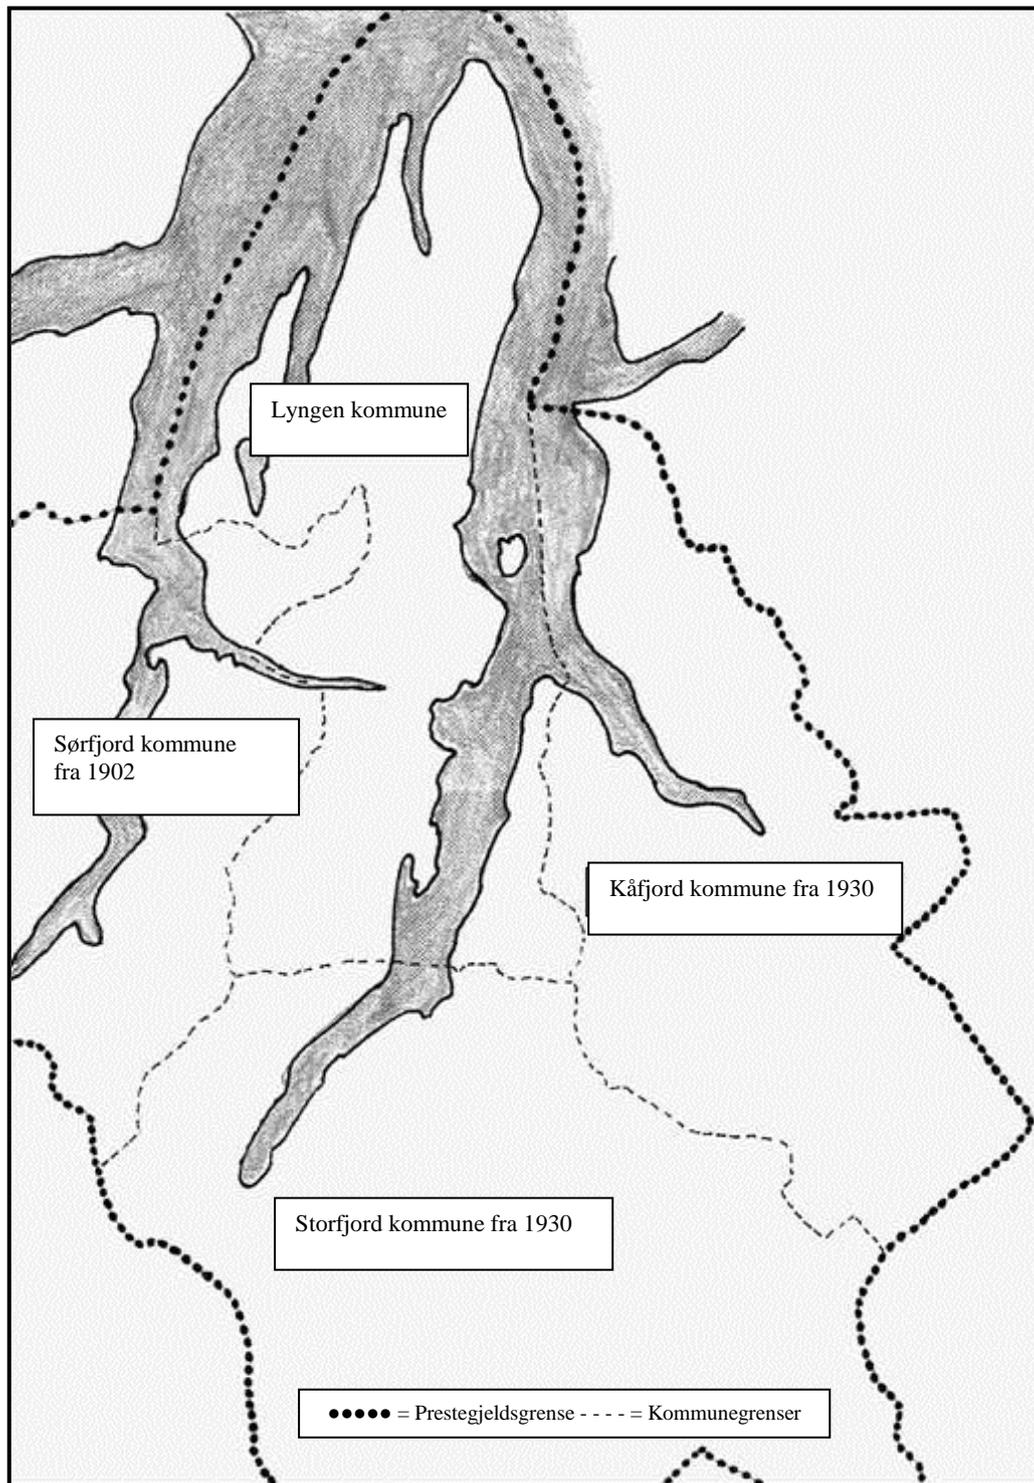 Lyngen kommune
Sørfjord kommune
fra 1902
Kåfjord kommune fra 1930
Storfjord kommune fra 1930
●●●●● = Prestegjeldsgrense - - - - = Kommunegrenser